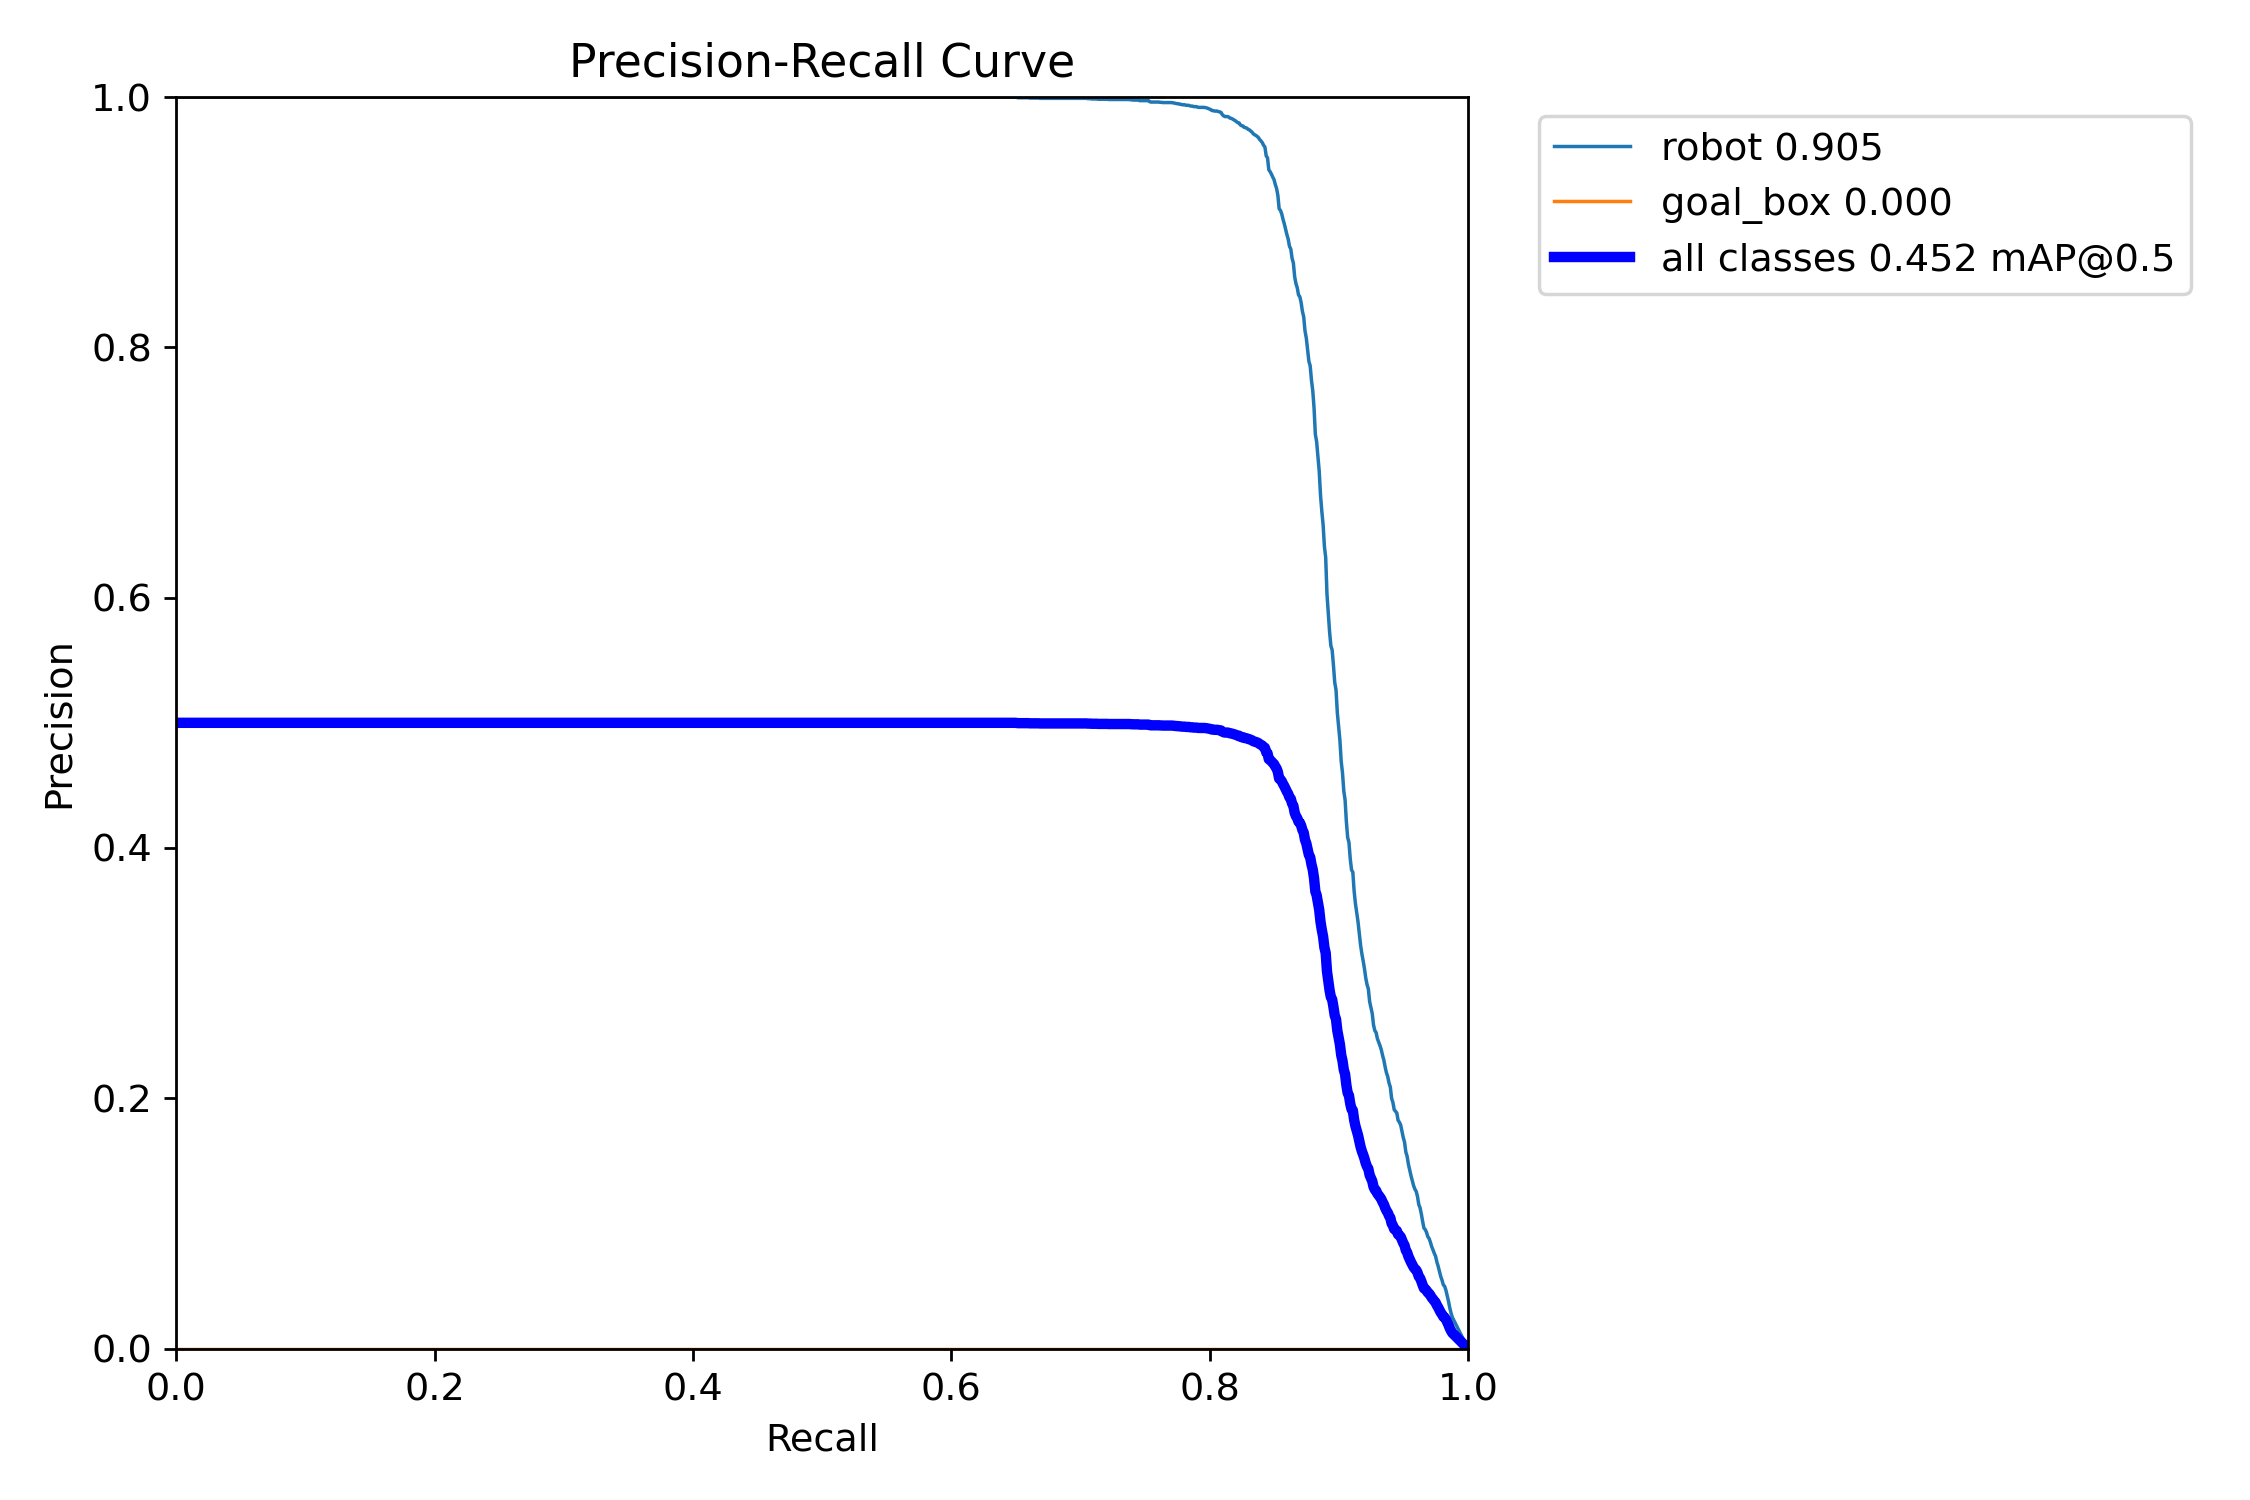 Precision-Recall Curve
1.0
0.8
0.6
0.4
0.2
0.0
Precision
0.0 0.2 0.4 0.6 0.8 1.0
Recall
robot 0.905
goal_box 0.000
all classes 0.452 mAP@0.5